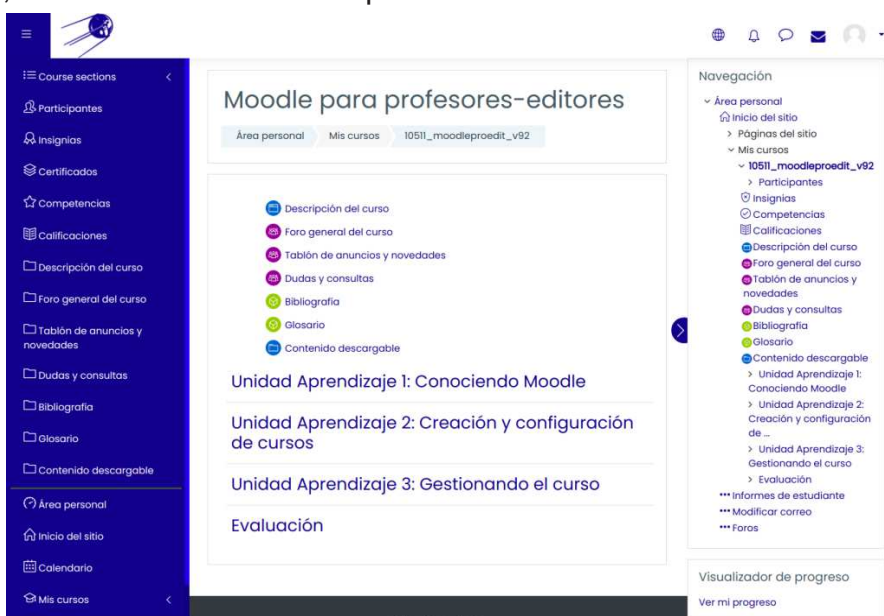 Course sections
Participantes
Insignias
Certificados
Competencias
Calificaciones
Descripción del curso
Foro general del curso
Tablón de anuncios y
novedades
Dudas y consultas
Bibliografía
Glosario
Contenido descargable
Área personal
Inicio del sitio
Calendario
Mis cursos
Moodle para profesores-editores
Área personal Mis cursos 10511_moodleproedit_v92
Descripción del curso
Foro general del curso
Tablón de anuncios y novedades
Dudas y consultas
Bibliografía
Glosario
Contenido descargable
Unidad Aprendizaje 1: Conociendo Moodle
Unidad Aprendizaje 2: Creación y configuración
de cursos
Unidad Aprendizaje 3: Gestionando el curso
Evaluación
Navegación
Área personal
Inicio del sitio
Páginas del sitio
Mis cursos
10511_moodleproedit_v92
Participantes
Insignias
Competencias
Calificaciones
Descripción del curso
Foro general del curso
Tablón de anuncios y
novedades
Dudas y consultas
Bibliografía
Glosario
Contenido descargable
Unidad Aprendizaje 1:
Conociendo Moodle
Unidad Aprendizaje 2:
Creación y configuración
de ...
Unidad Aprendizaje 3:
Gestionando el curso
Evaluación
Informes de estudiante
Modificar correo
Foros
Visualizador de progreso
Ver mi progreso